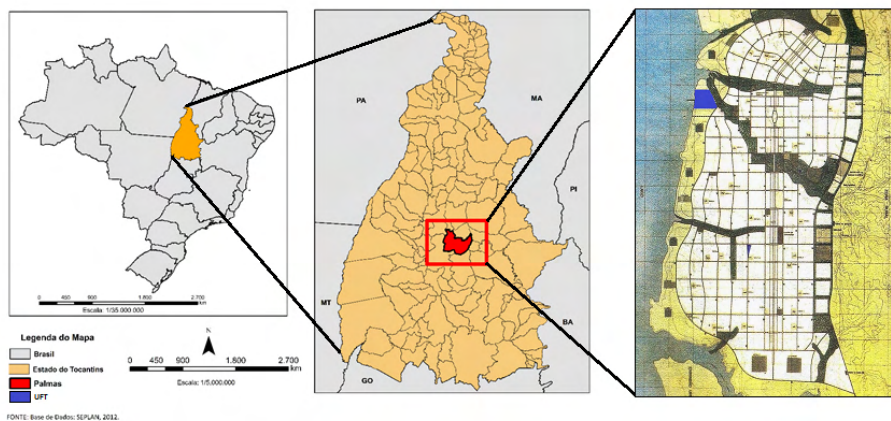 PA
MA
PI
MT
BA
GO
0 450 900 1.800 2.700
km
Escala: 1/35.000.000
Legenda do Mapa
Brasil
Estado do Tocantins
Palmas
UFT
N
0 450 900 1.800 2.700
km
Escala: 1/5.000.000
FONTE: Base de Dados: SEPLAN, 2012.